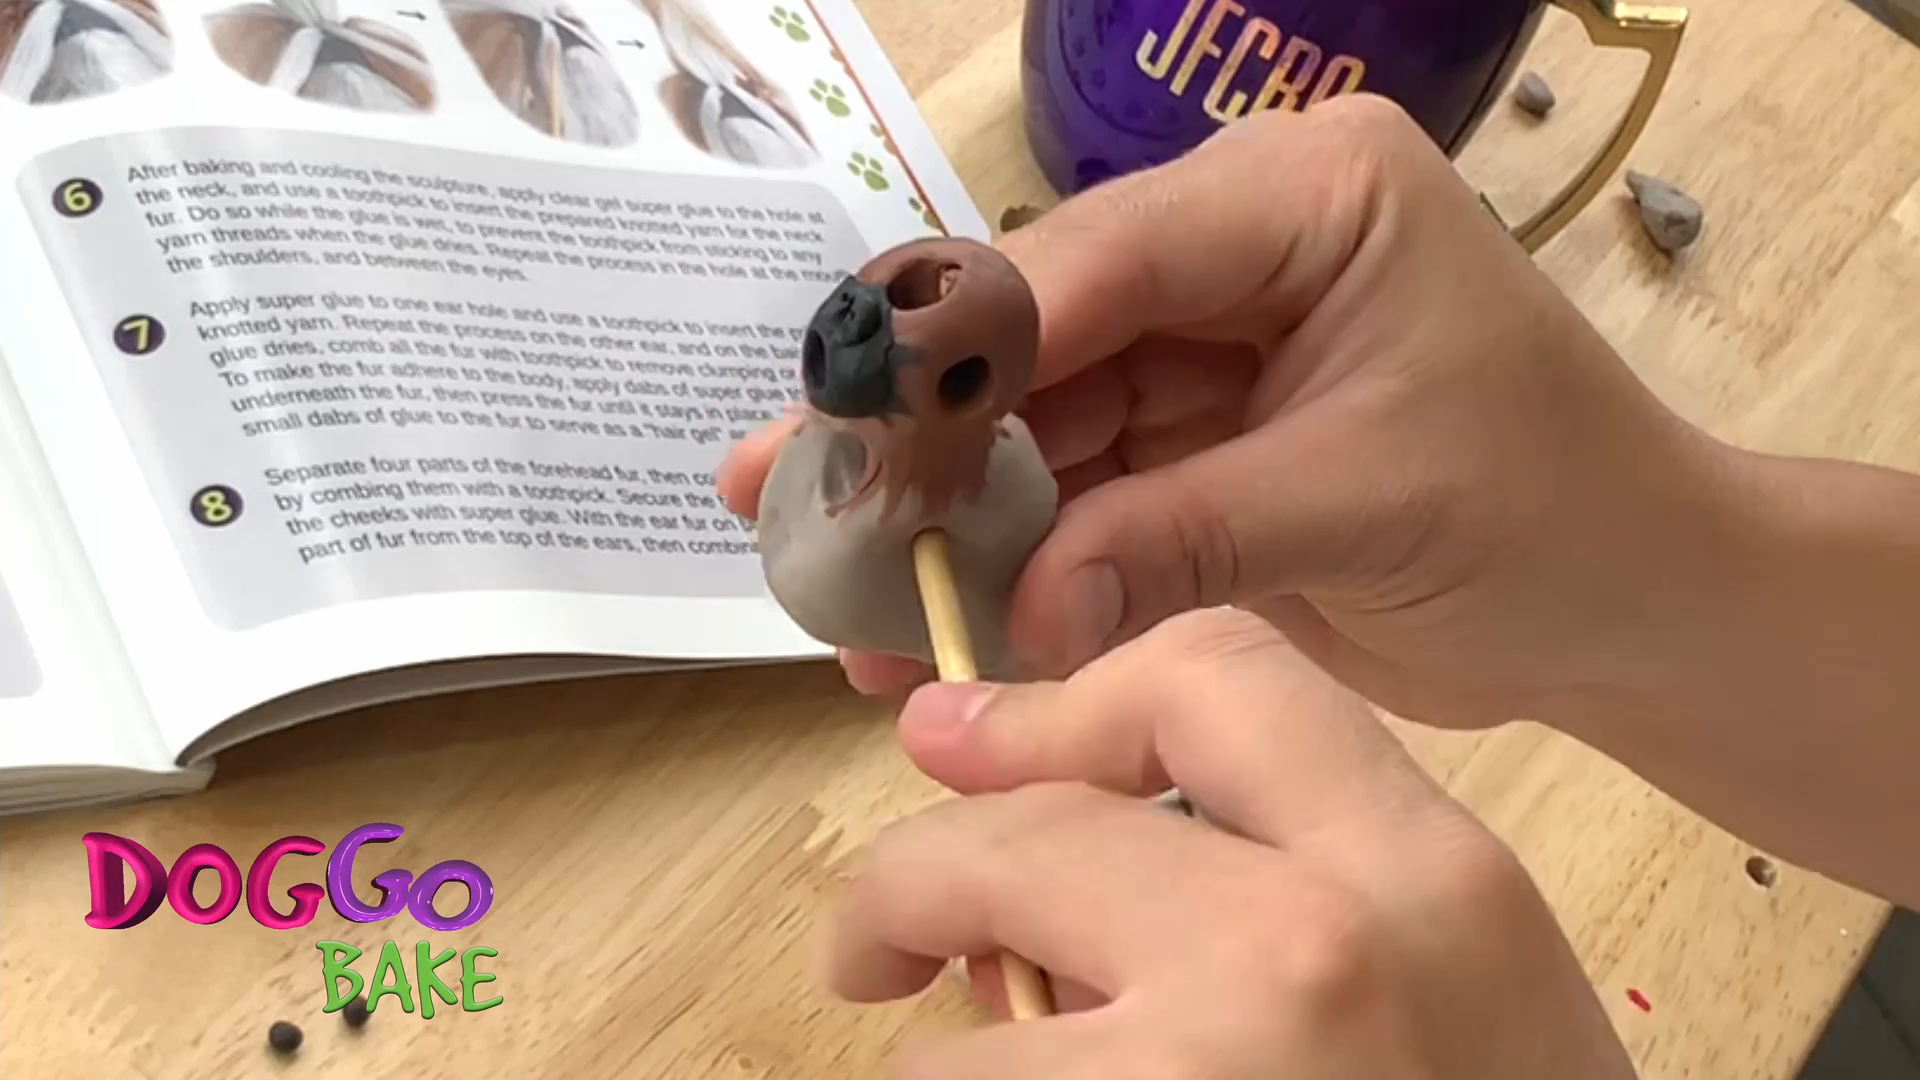 JFCBO
6
After baking and cooling the sculpture, apply clear gel super glue to the hole at
the neck, and use a toothpick to insert the prepared knotted yarn for the neck
fur. Do so while the glue is wet, to prevent the toothpick from sticking to any
yarn threads when the glue dries. Repeat the process in the hole at the
the shoulders, and between the eyes.
7
Apply super glue to one ear hole and use a toothpick to insert the
knotted yarn. Repeat the process on the other ear, and on the
glue dries, comb all the fur with toothpick to remove clumping
To make the fur adhere to the body, apply dabs of super glue
underneath the fur, then press the fur until it stays in place.
small dabs of glue to the fur to serve as a "hair gel"
8
Separate four parts of the forehead fur, then
by combing them with a toothpick. Secure the
the cheeks with super glue. With the ear fur on
part of fur from the top of the ears, then
DOGGO
BAKE